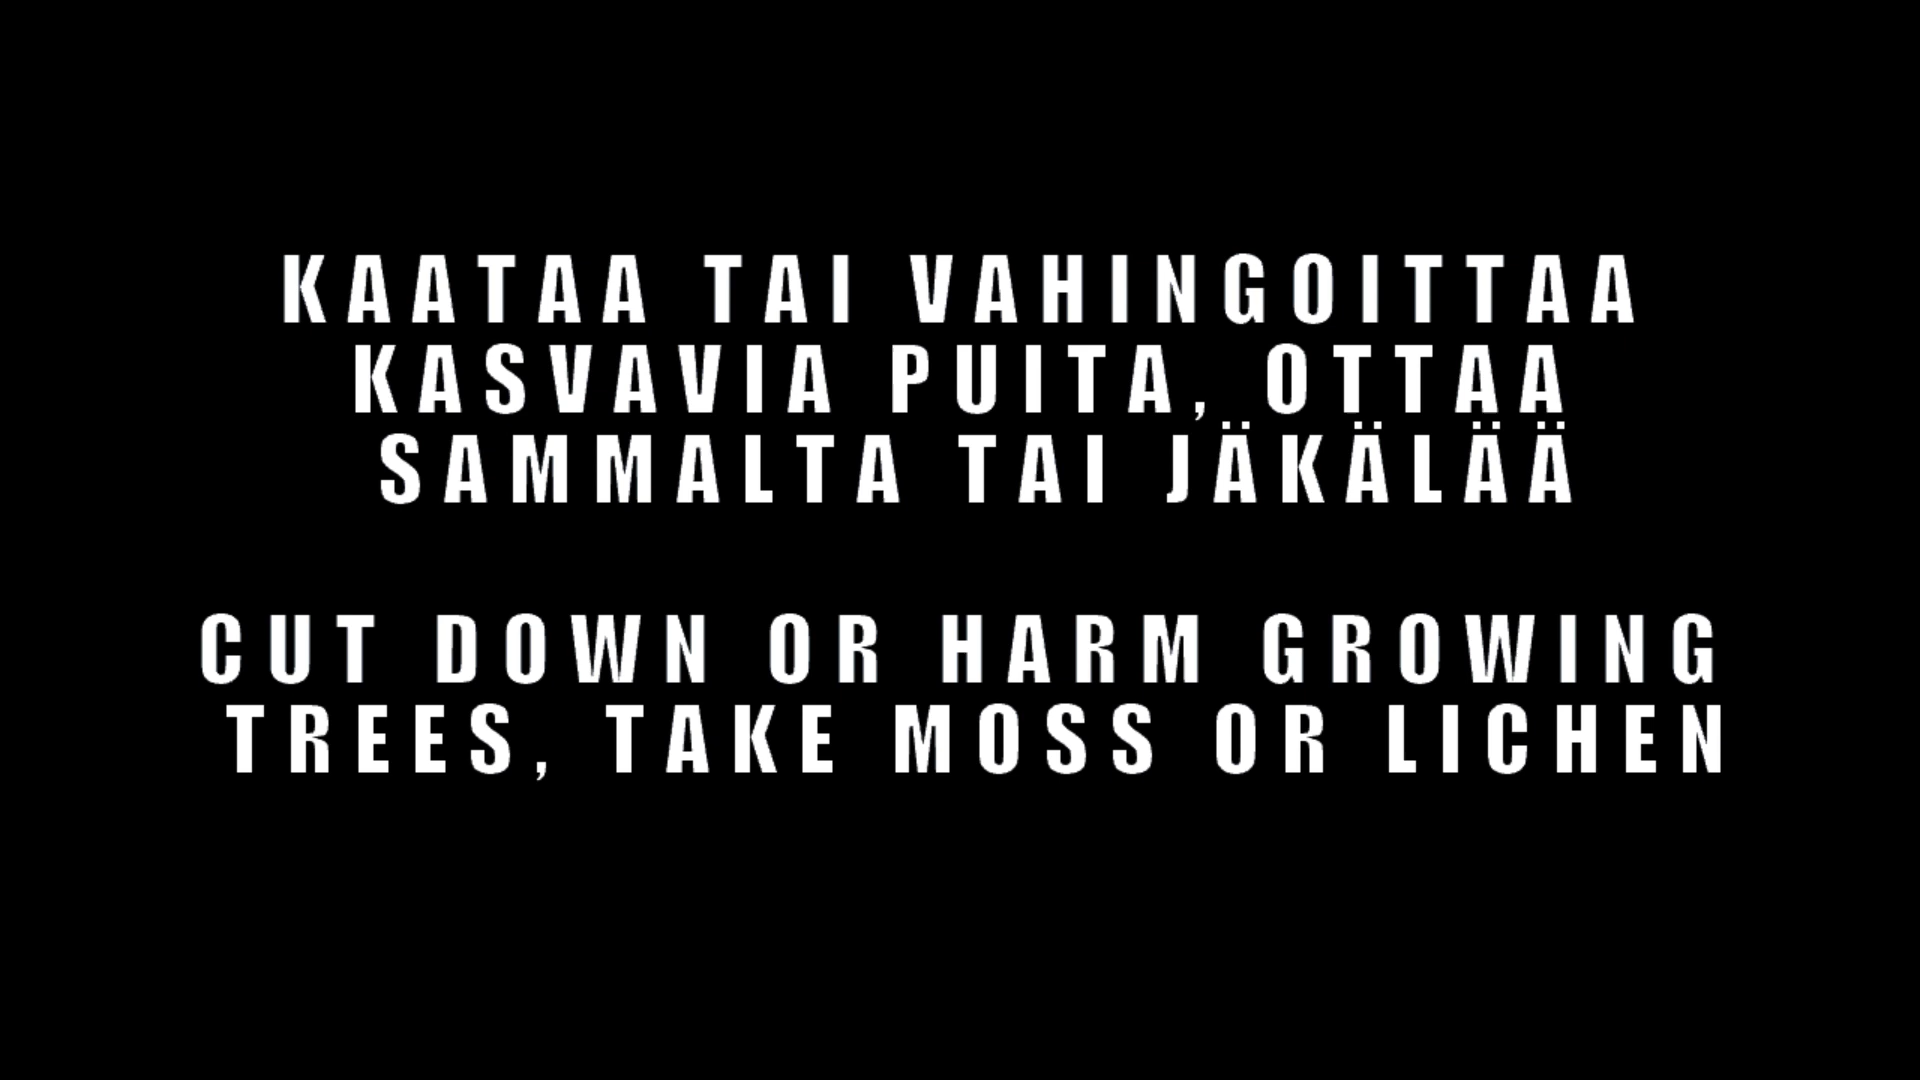 KAATAA TAI VAHINGOITTAA
KASVAVIA PUITA, OTTAA
SAMMALTA TAI JÄKÄLÄÄ
CUT DOWN OR HARM GROWING
TREES, TAKE MOSS OR LICHEN